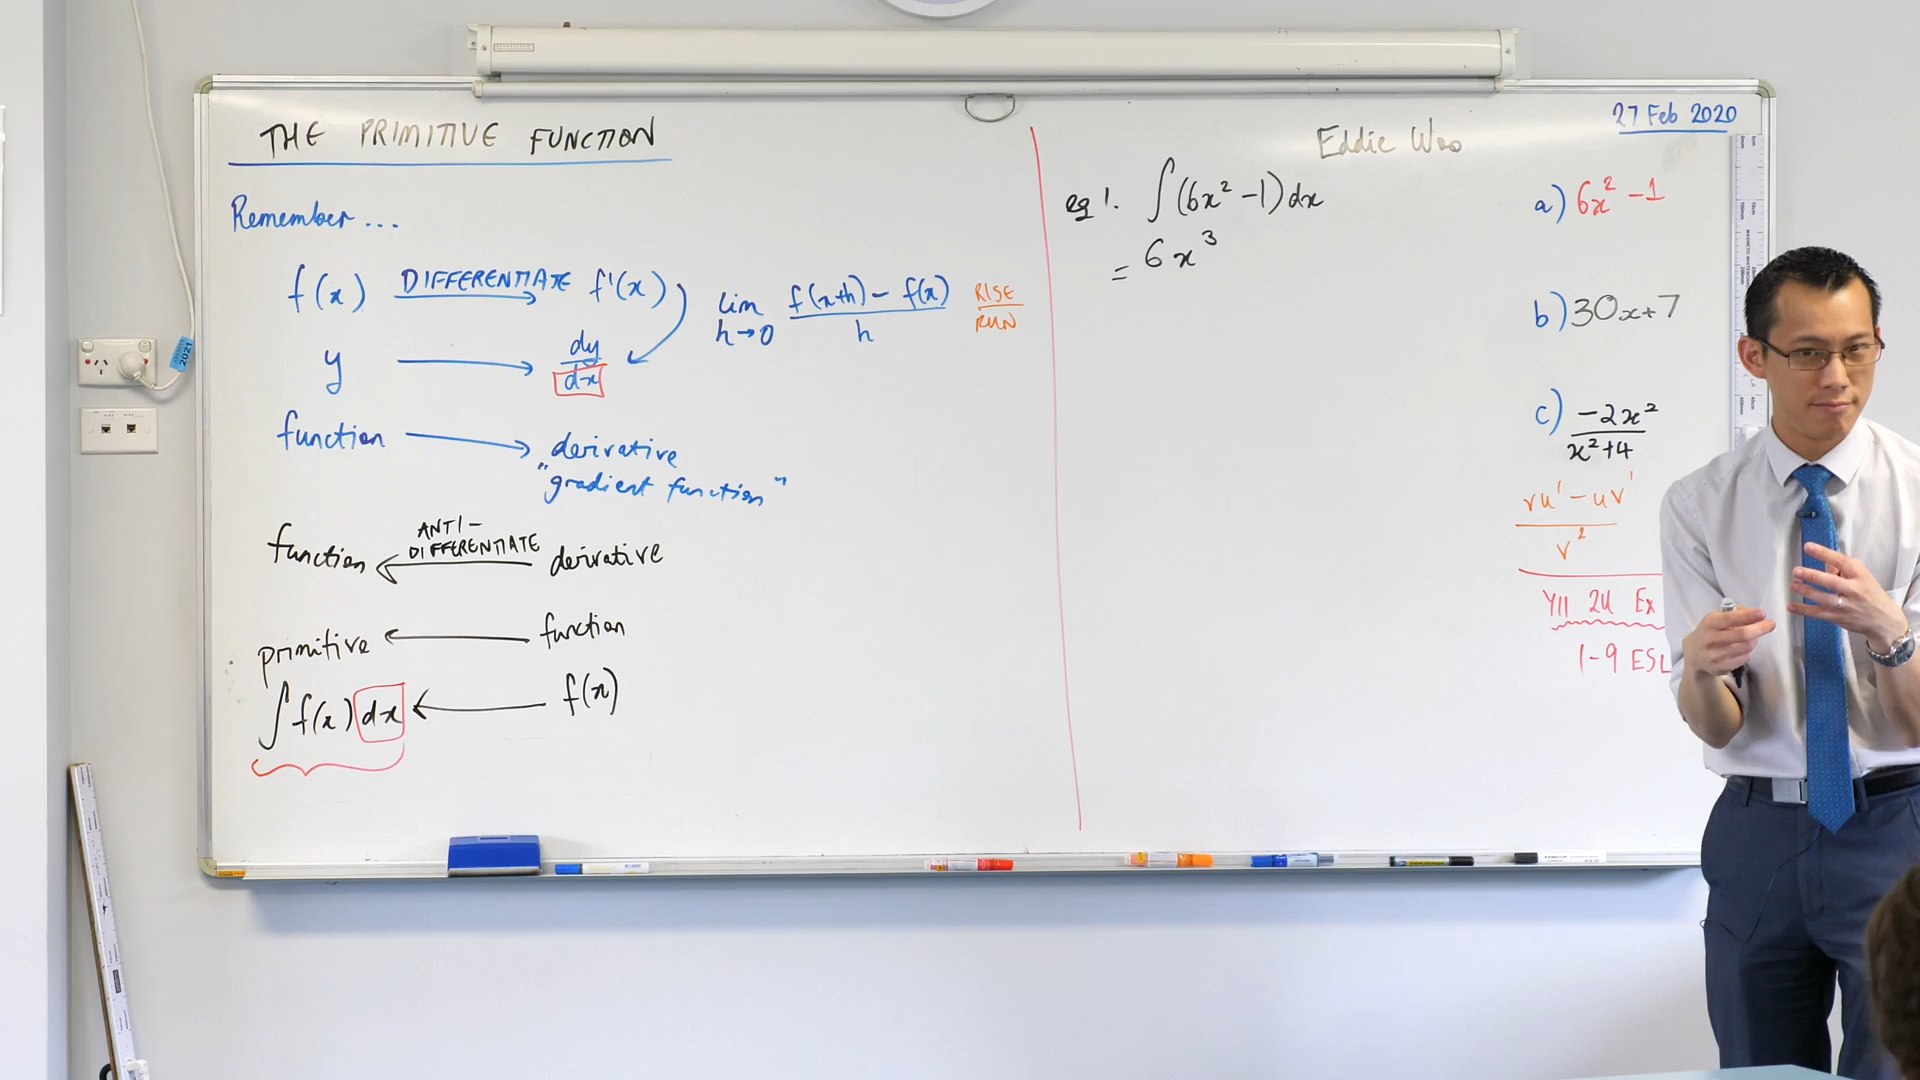 THE PRIMITIVE FUNCTION
Remember...
f(x) DIFFERENTIATE f'(x)
lim h→0 f(x+h) - f(x) / h
RISE
RUN
y → dy/dx
function → derivative
"gradient function"
function ← ANTI-DIFFERENTIATE derivative
primitive ← function
∫ f(x) dx ← f(x)
27 Feb 2020
Eddie Woo
eg 1. ∫(6x² - 1) dx
= 6x³
a) 6x² - 1
b) 30x+7
c) -2x² / x²+4
vu' - uv' / v²
Y11 2U Ex
1-9 ESL
2021